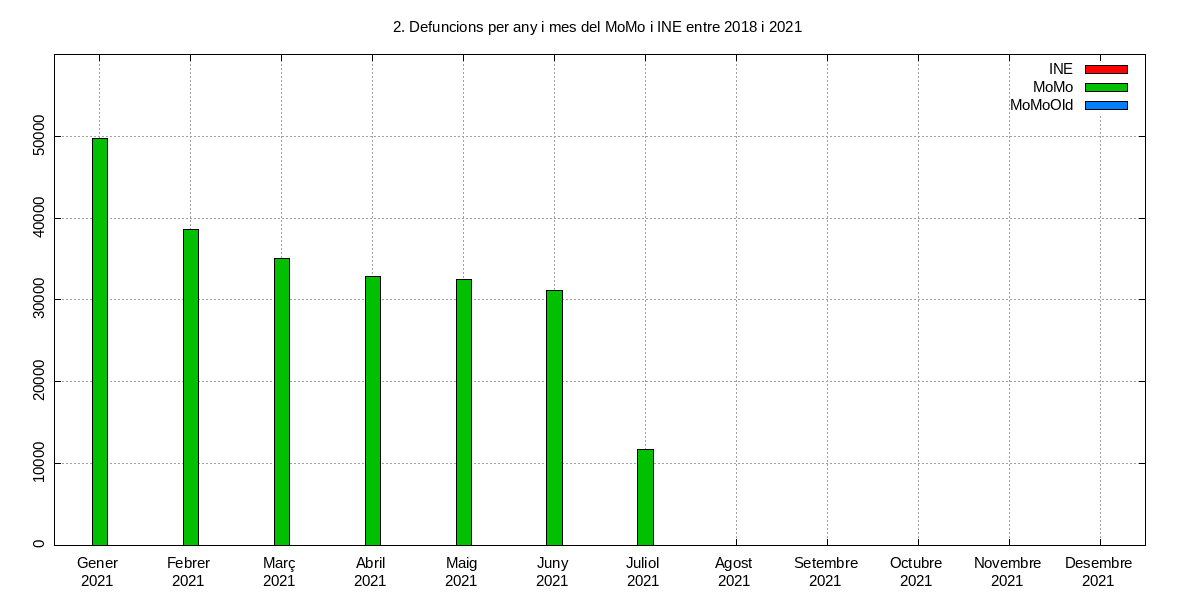 2. Defuncions per any i mes del MoMo i INE entre 2018 i 2021
INE
MoMo
MoMoOld
50000
40000
30000
20000
10000
0
Gener Febrer Març Abril Maig Juny Juliol Agost Setembre Octubre Novembre Desembre
2021 2021 2021 2021 2021 2021 2021 2021 2021 2021 2021 2021